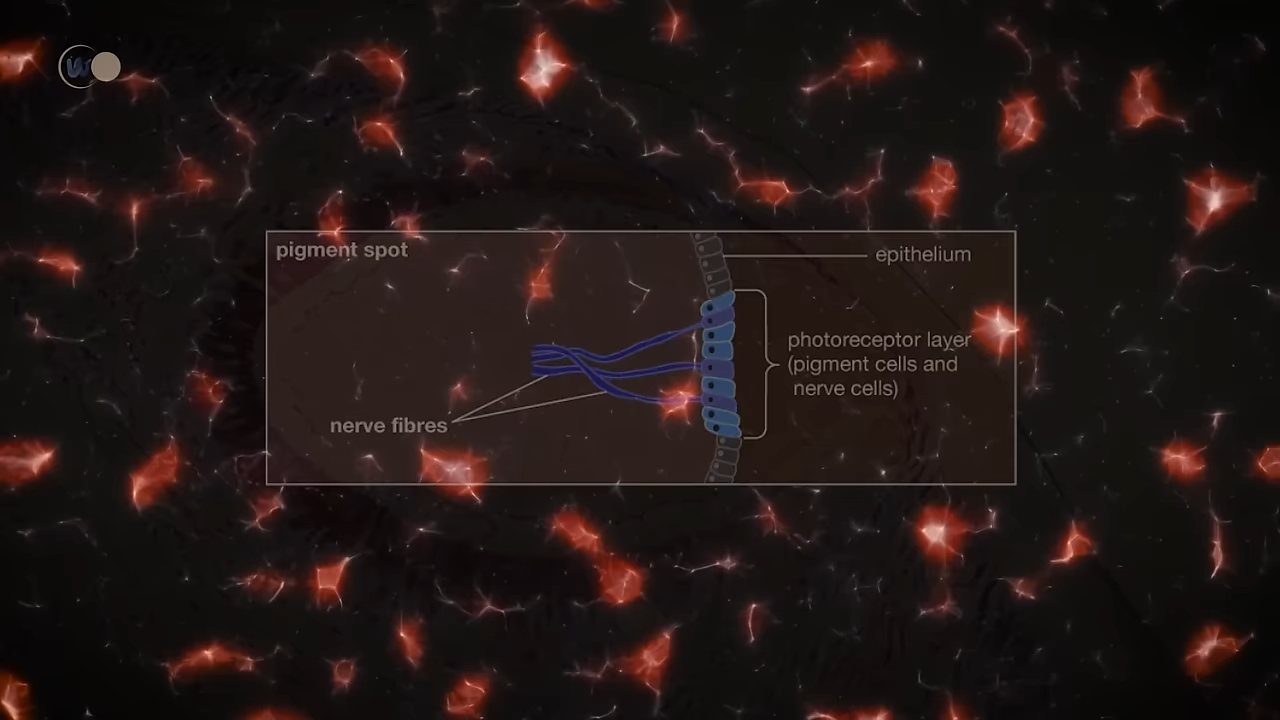 pigment spot
epithelium
photoreceptor layer
(pigment cells and
nerve cells)
nerve fibres